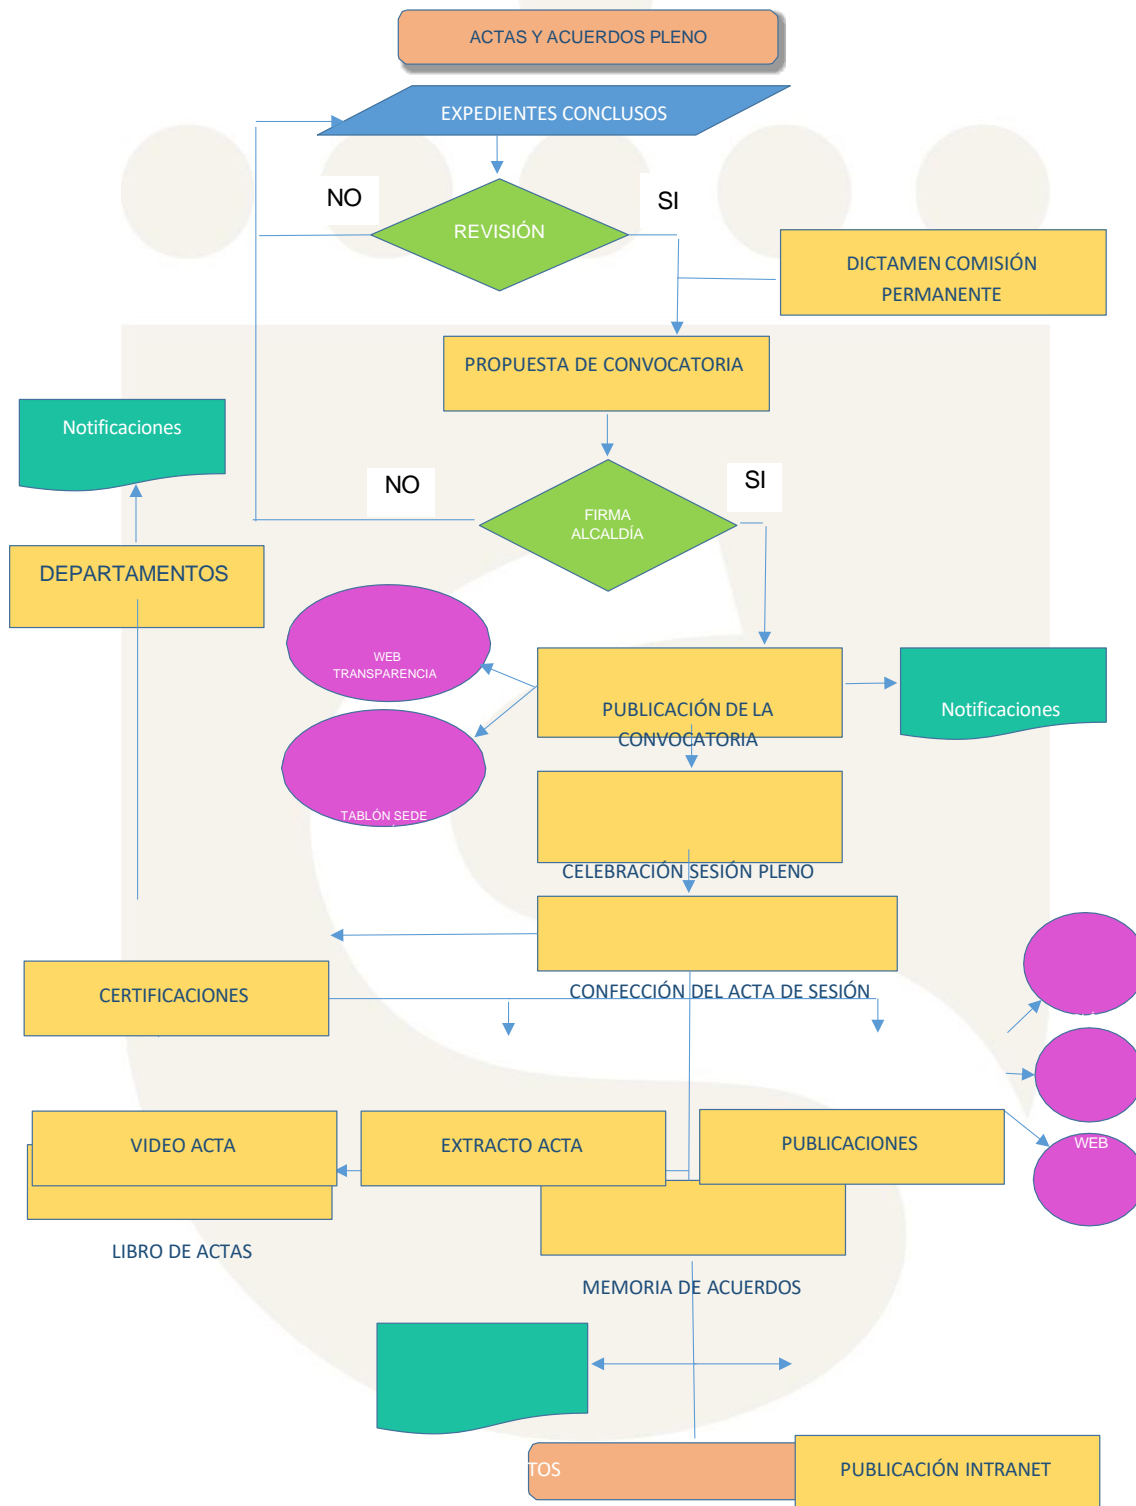 ACTAS Y ACUERDOS PLENO
EXPEDIENTES CONCLUSOS
NO
SI
REVISIÓN
DICTAMEN COMISIÓN
PERMANENTE
PROPUESTA DE CONVOCATORIA
Notificaciones
NO
SI
FIRMA
ALCALDÍA
DEPARTAMENTOS
WEB
TRANSPARENCIA
PUBLICACIÓN DE LA
CONVOCATORIA
Notificaciones
TABLÓN SEDE
CELEBRACIÓN SESIÓN PLENO
CERTIFICACIONES
CONFECCIÓN DEL ACTA DE SESIÓN
VIDEO ACTA
EXTRACTO ACTA
PUBLICACIONES
WEB
LIBRO DE ACTAS
MEMORIA DE ACUERDOS
TOS
PUBLICACIÓN INTRANET